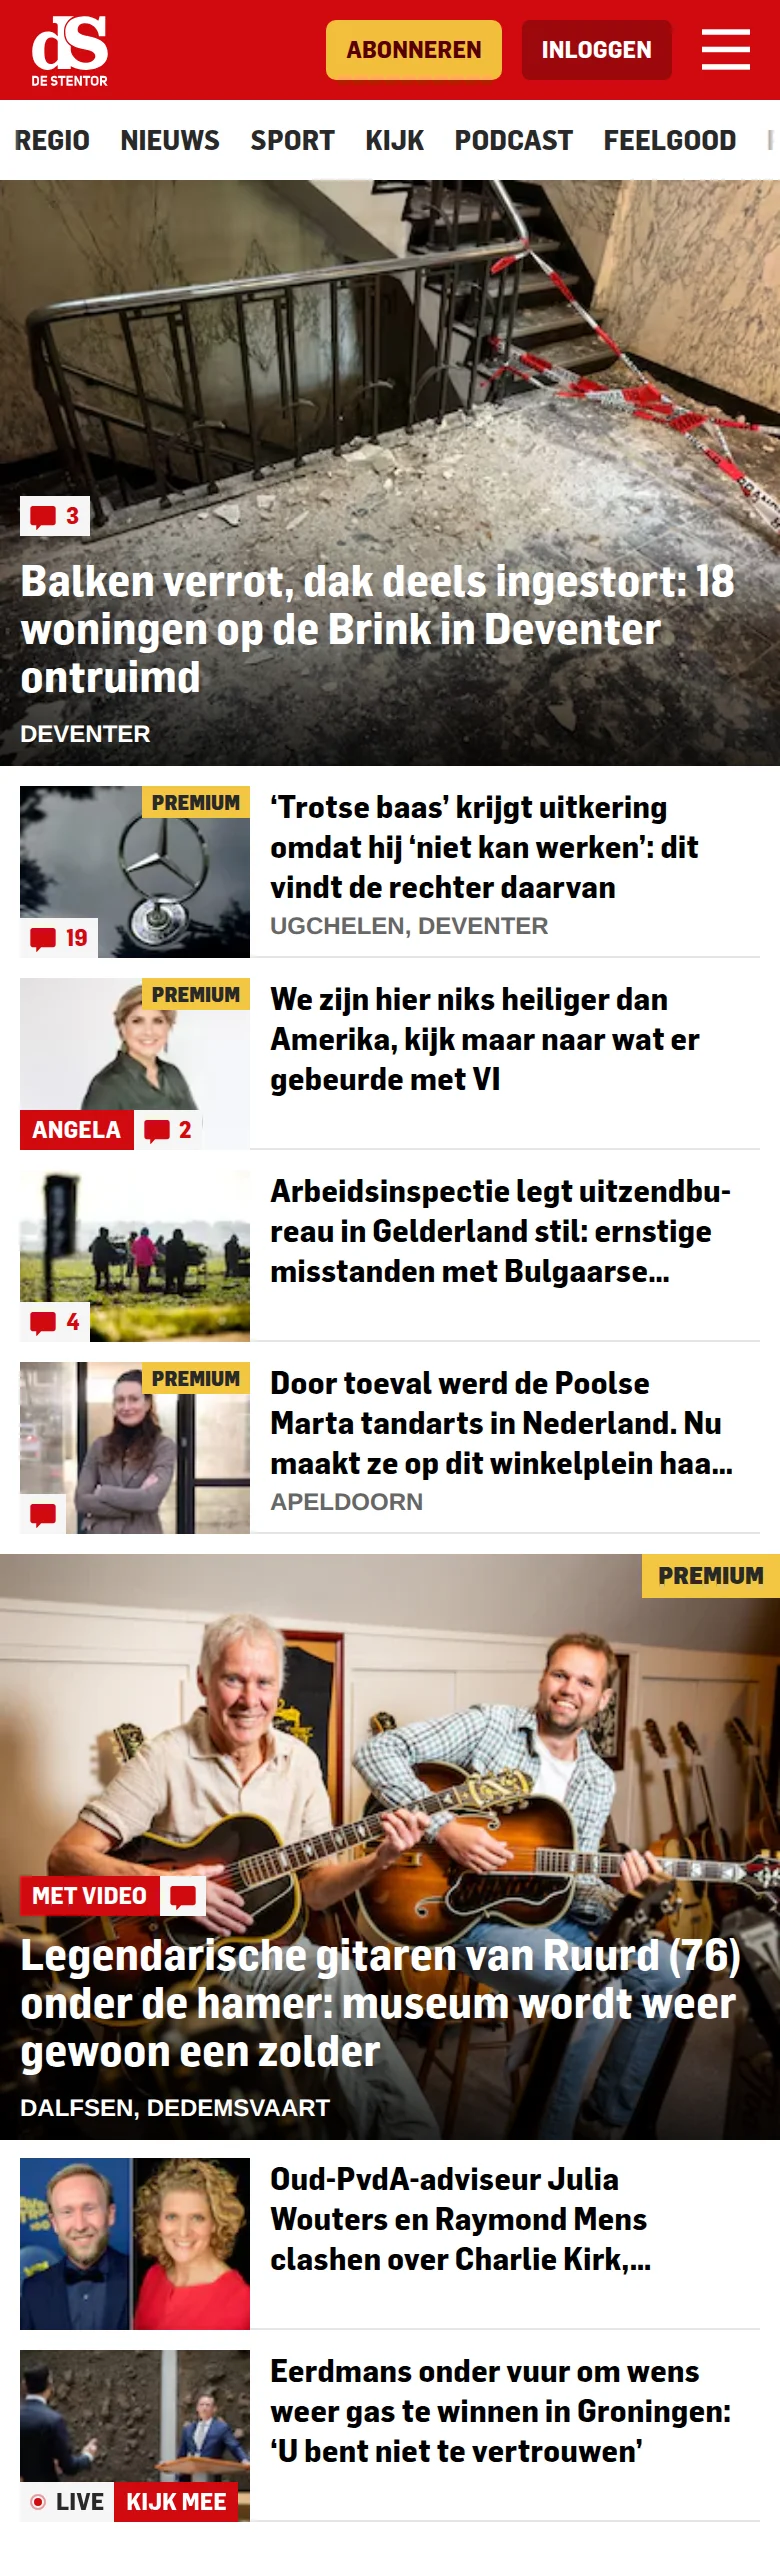 dS
DE STENTOR
ABONNEREN
INLOGGEN
REGIO NIEUWS SPORT KIJK PODCAST FEELGOOD
3
Balken verrot, dak deels ingestort: 18
woningen op de Brink in Deventer
ontruimd
DEVENTER
PREMIUM
19
‘Trotse baas’ krijgt uitkering
omdat hij ‘niet kan werken’: dit
vindt de rechter daarvan
UGCHELEN, DEVENTER
PREMIUM
ANGELA 2
We zijn hier niks heiliger dan
Amerika, kijk maar naar wat er
gebeurde met VI
4
Arbeidsinspectie legt uitzendbu-
reau in Gelderland stil: ernstige
misstanden met Bulgaarse...
PREMIUM
Door toeval werd de Poolse
Marta tandarts in Nederland. Nu
maakt ze op dit winkelplein haa...
APELDOORN
PREMIUM
MET VIDEO
Legendarische gitaren van Ruurd (76)
onder de hamer: museum wordt weer
gewoon een zolder
DALFSEN, DEDEMSVAART
Oud-PvdA-adviseur Julia
Wouters en Raymond Mens
clashen over Charlie Kirk,...
LIVE KIJK MEE
Eerdmans onder vuur om wens
weer gas te winnen in Groningen:
‘U bent niet te vertrouwen’